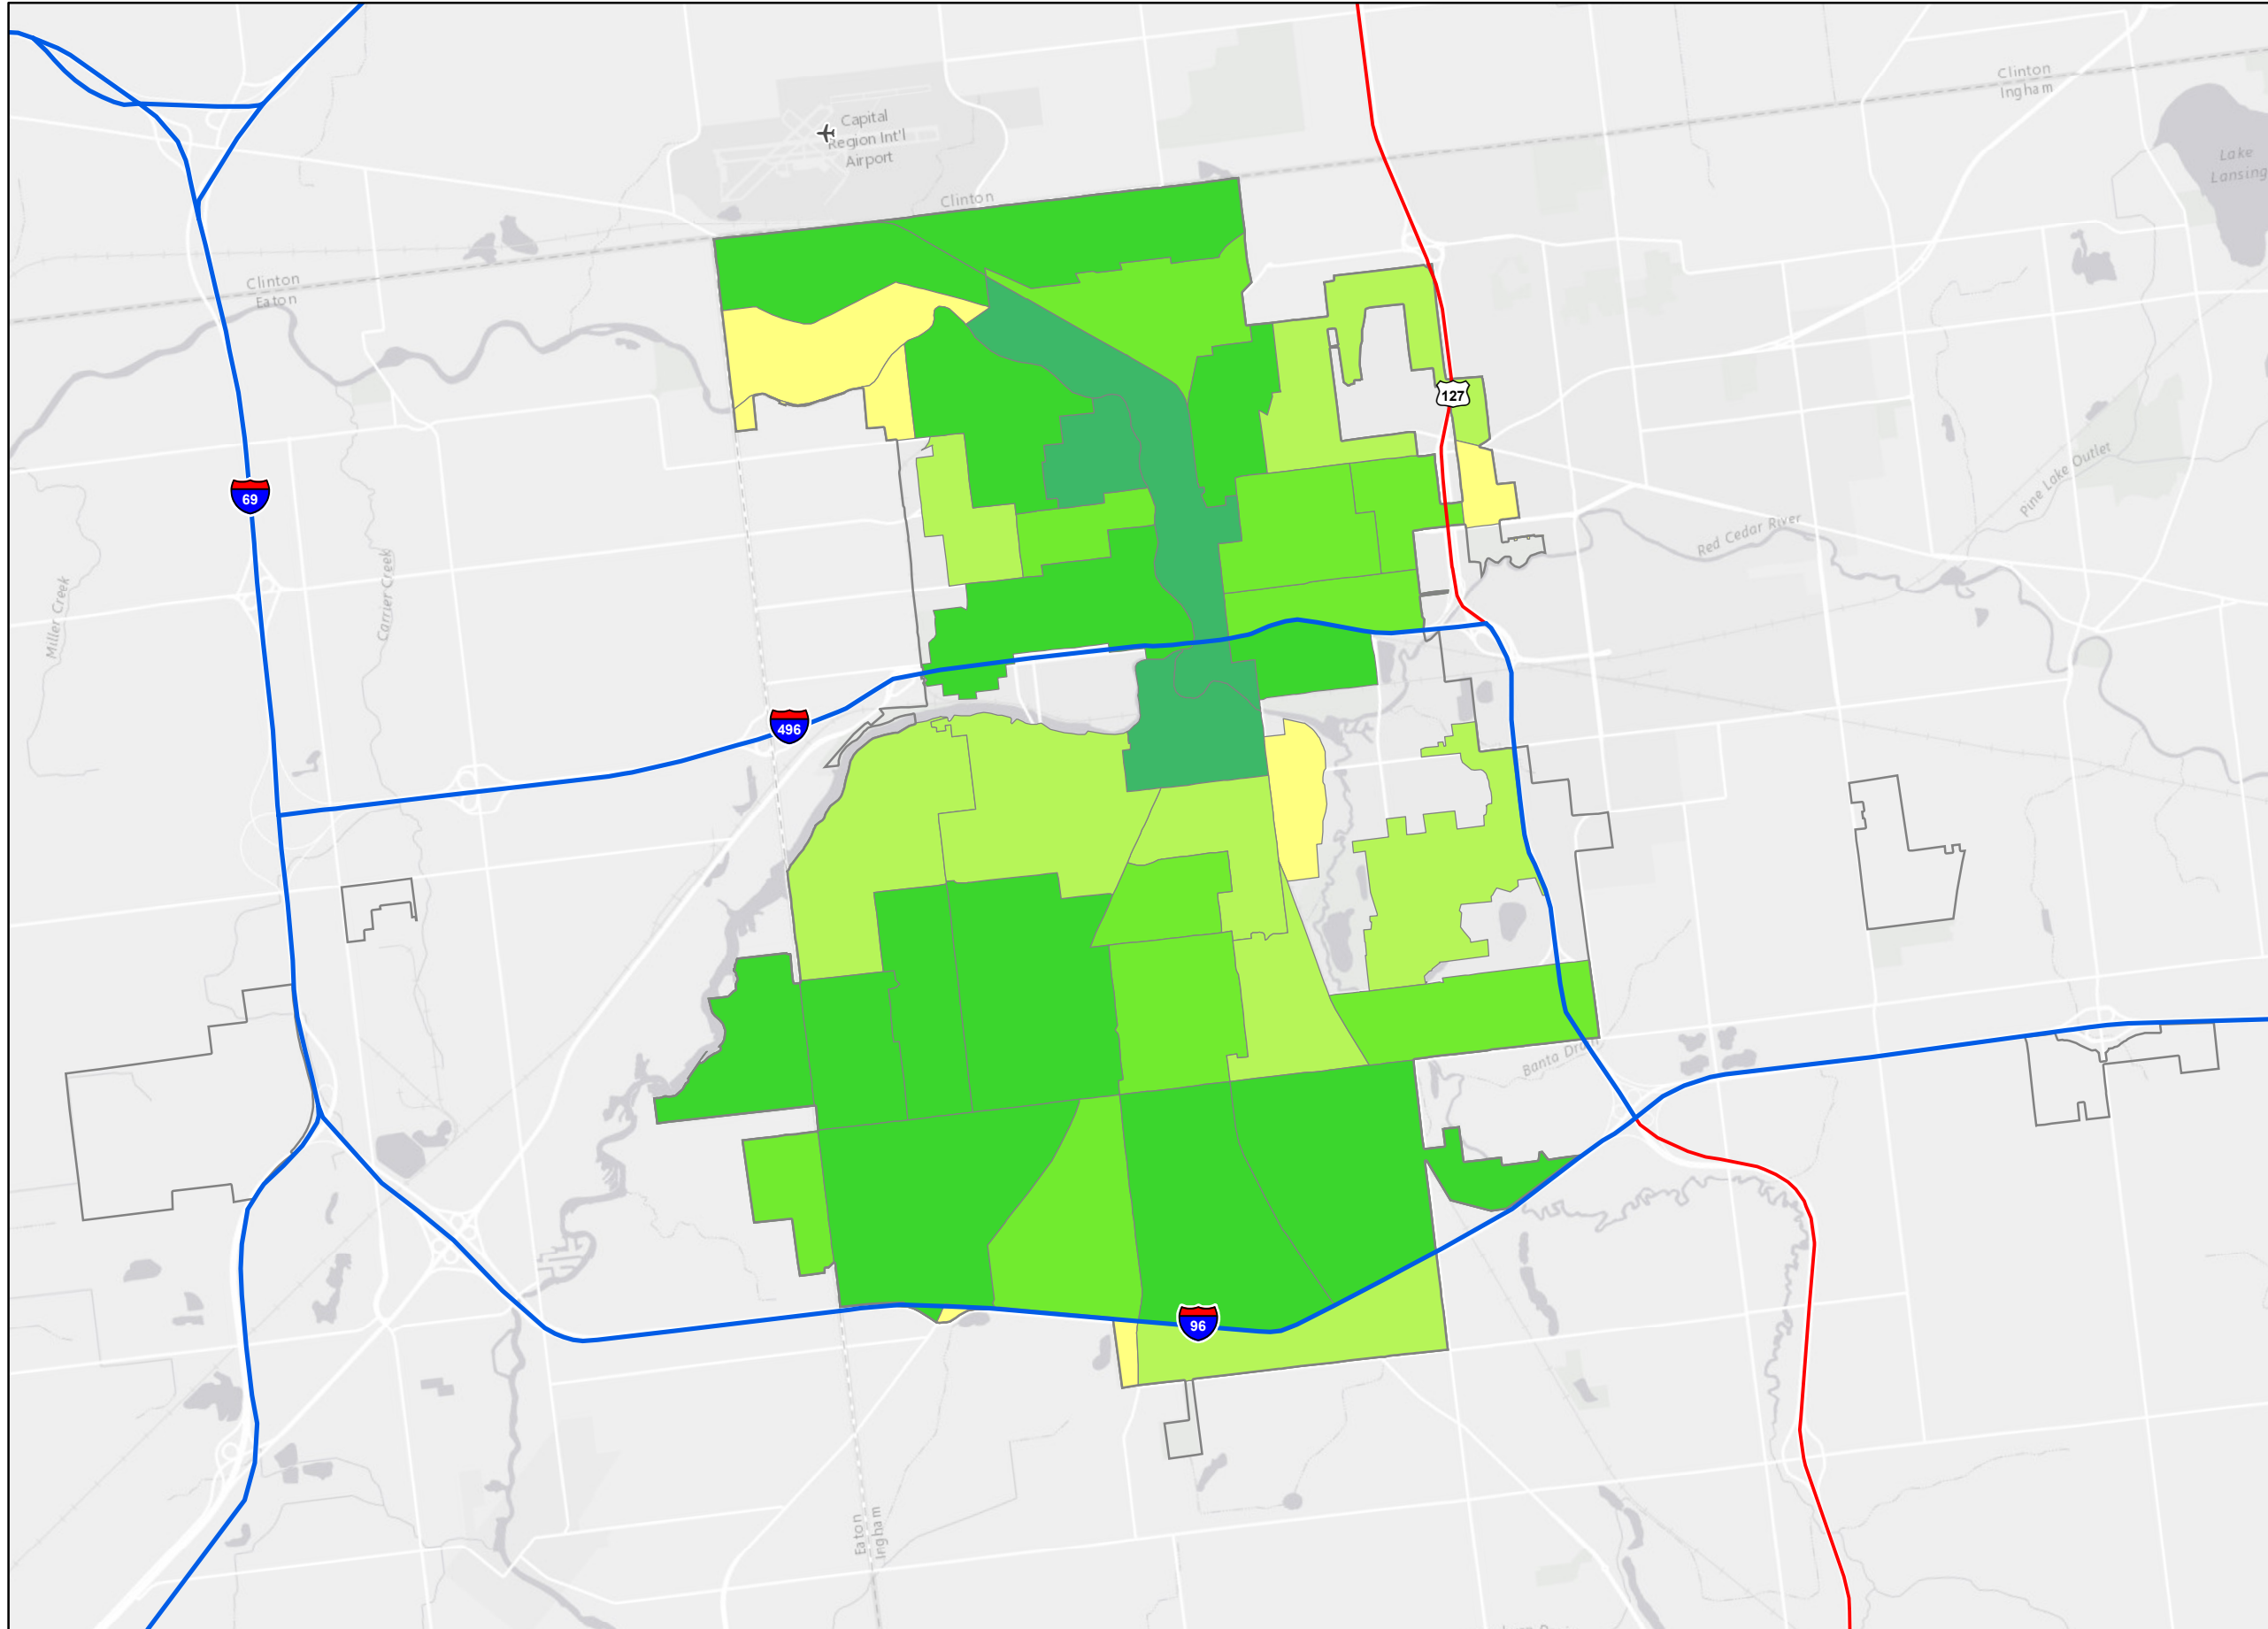 Clinton
Ingham
Capital
Region Int'l
Airport
Lake
Lansing
Clinton
Clinton
Eaton
127
Pine Lake Outlet
69
Red Cedar River
Miller Creek
Carrier Creek
496
Banta Drain
96
Eaton
Ingham